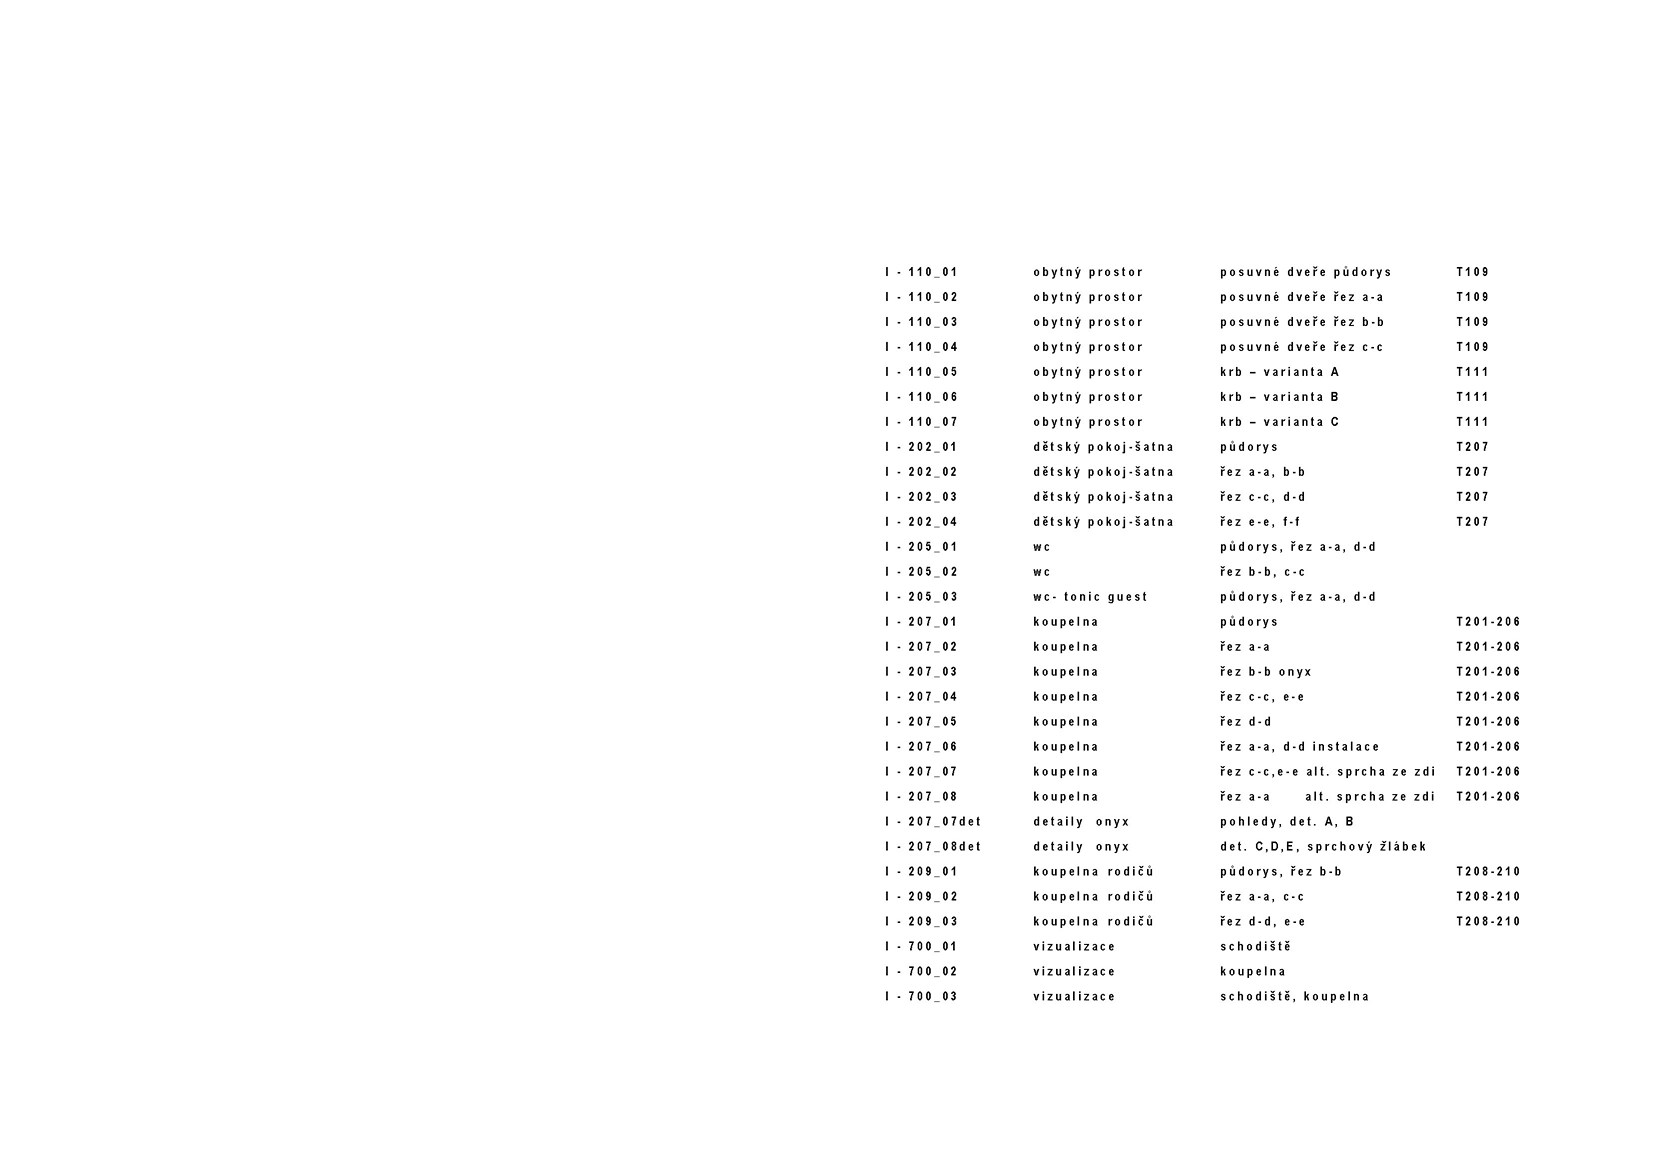 I - 110_01 obytný prostor posuvné dveře půdorys T109
I - 110_02 obytný prostor posuvné dveře řez a-a T109
I - 110_03 obytný prostor posuvné dveře řez b-b T109
I - 110_04 obytný prostor posuvné dveře řez c-c T109
I - 110_05 obytný prostor krb – varianta A T111
I - 110_06 obytný prostor krb – varianta B T111
I - 110_07 obytný prostor krb – varianta C T111
I - 202_01 dětský pokoj-šatna půdorys T207
I - 202_02 dětský pokoj-šatna řez a-a, b-b T207
I - 202_03 dětský pokoj-šatna řez c-c, d-d T207
I - 202_04 dětský pokoj-šatna řez e-e, f-f T207
I - 205_01 wc půdorys, řez a-a, d-d
I - 205_02 wc řez b-b, c-c
I - 205_03 wc- tonic guest půdorys, řez a-a, d-d
I - 207_01 koupelna půdorys T201-206
I - 207_02 koupelna řez a-a T201-206
I - 207_03 koupelna řez b-b onyx T201-206
I - 207_04 koupelna řez c-c, e-e T201-206
I - 207_05 koupelna řez d-d T201-206
I - 207_06 koupelna řez a-a, d-d instalace T201-206
I - 207_07 koupelna řez c-c,e-e alt. sprcha ze zdi T201-206
I - 207_08 koupelna řez a-a alt. sprcha ze zdi T201-206
I - 207_07det detaily onyx pohledy, det. A, B
I - 207_08det detaily onyx det. C,D,E, sprchový žlábek
I - 209_01 koupelna rodičů půdorys, řez b-b T208-210
I - 209_02 koupelna rodičů řez a-a, c-c T208-210
I - 209_03 koupelna rodičů řez d-d, e-e T208-210
I - 700_01 vizualizace schodiště
I - 700_02 vizualizace koupelna
I - 700_03 vizualizace schodiště, koupelna